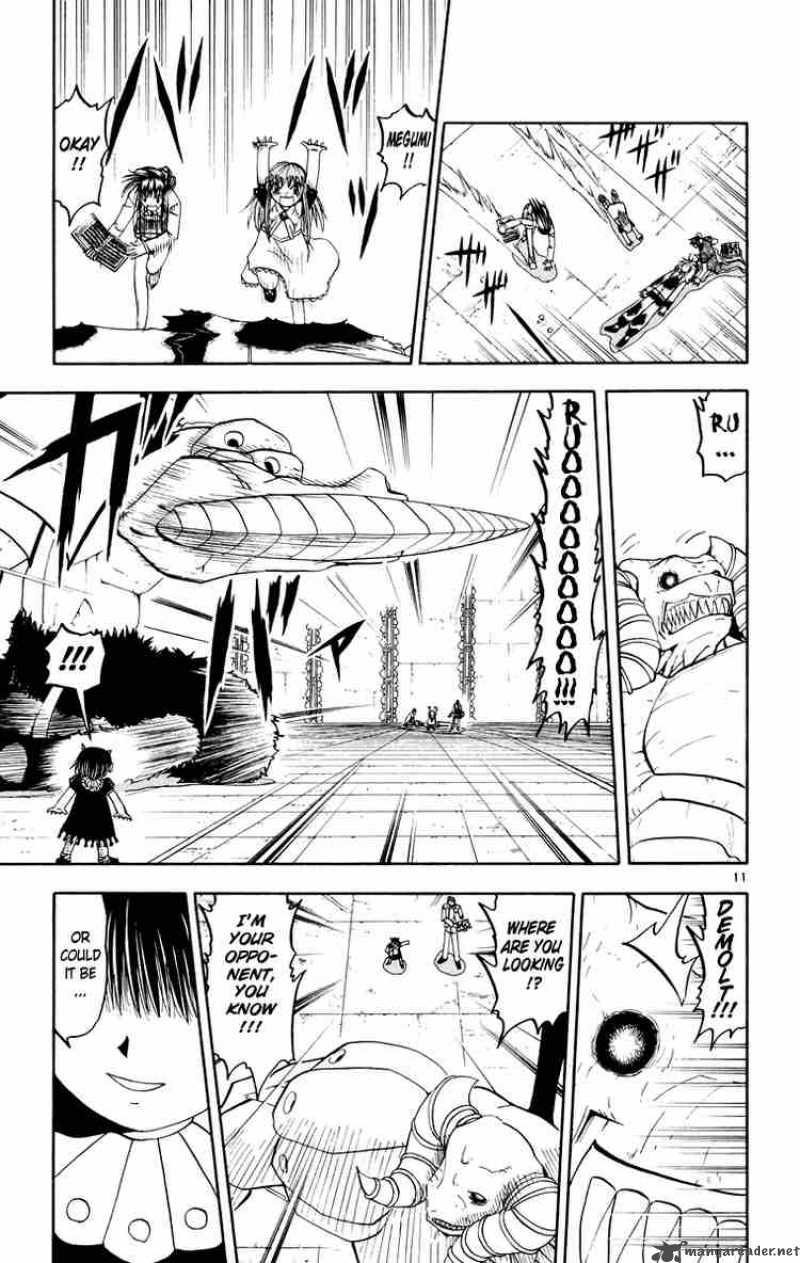 MEGUMI
!!
OKAY
!!
RU
...
RUOOOOOOOOO!!!
!!!
11
DEMOLT!!!
WHERE
ARE YOU
LOOKING
!?
I'M
YOUR
OPPO-
NENT,
YOU
KNOW
!!!
OR
COULD
IT BE
...
mangareader.net